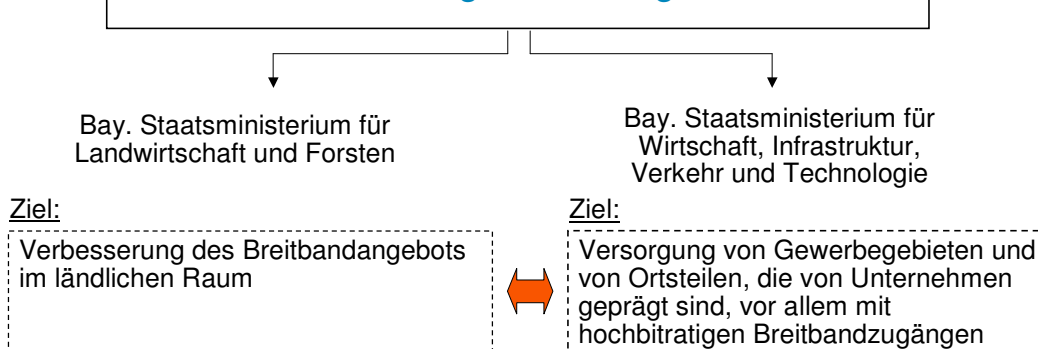 Bay. Staatsministerium für
Landwirtschaft und Forsten
Bay. Staatsministerium für
Wirtschaft, Infrastruktur,
Verkehr und Technologie
Ziel:
Verbesserung des Breitbandangebots
im ländlichen Raum
Ziel:
Versorgung von Gewerbegebieten und
von Ortsteilen, die von Unternehmen
geprägt sind, vor allem mit
hochbitratigen Breitbandzugängen